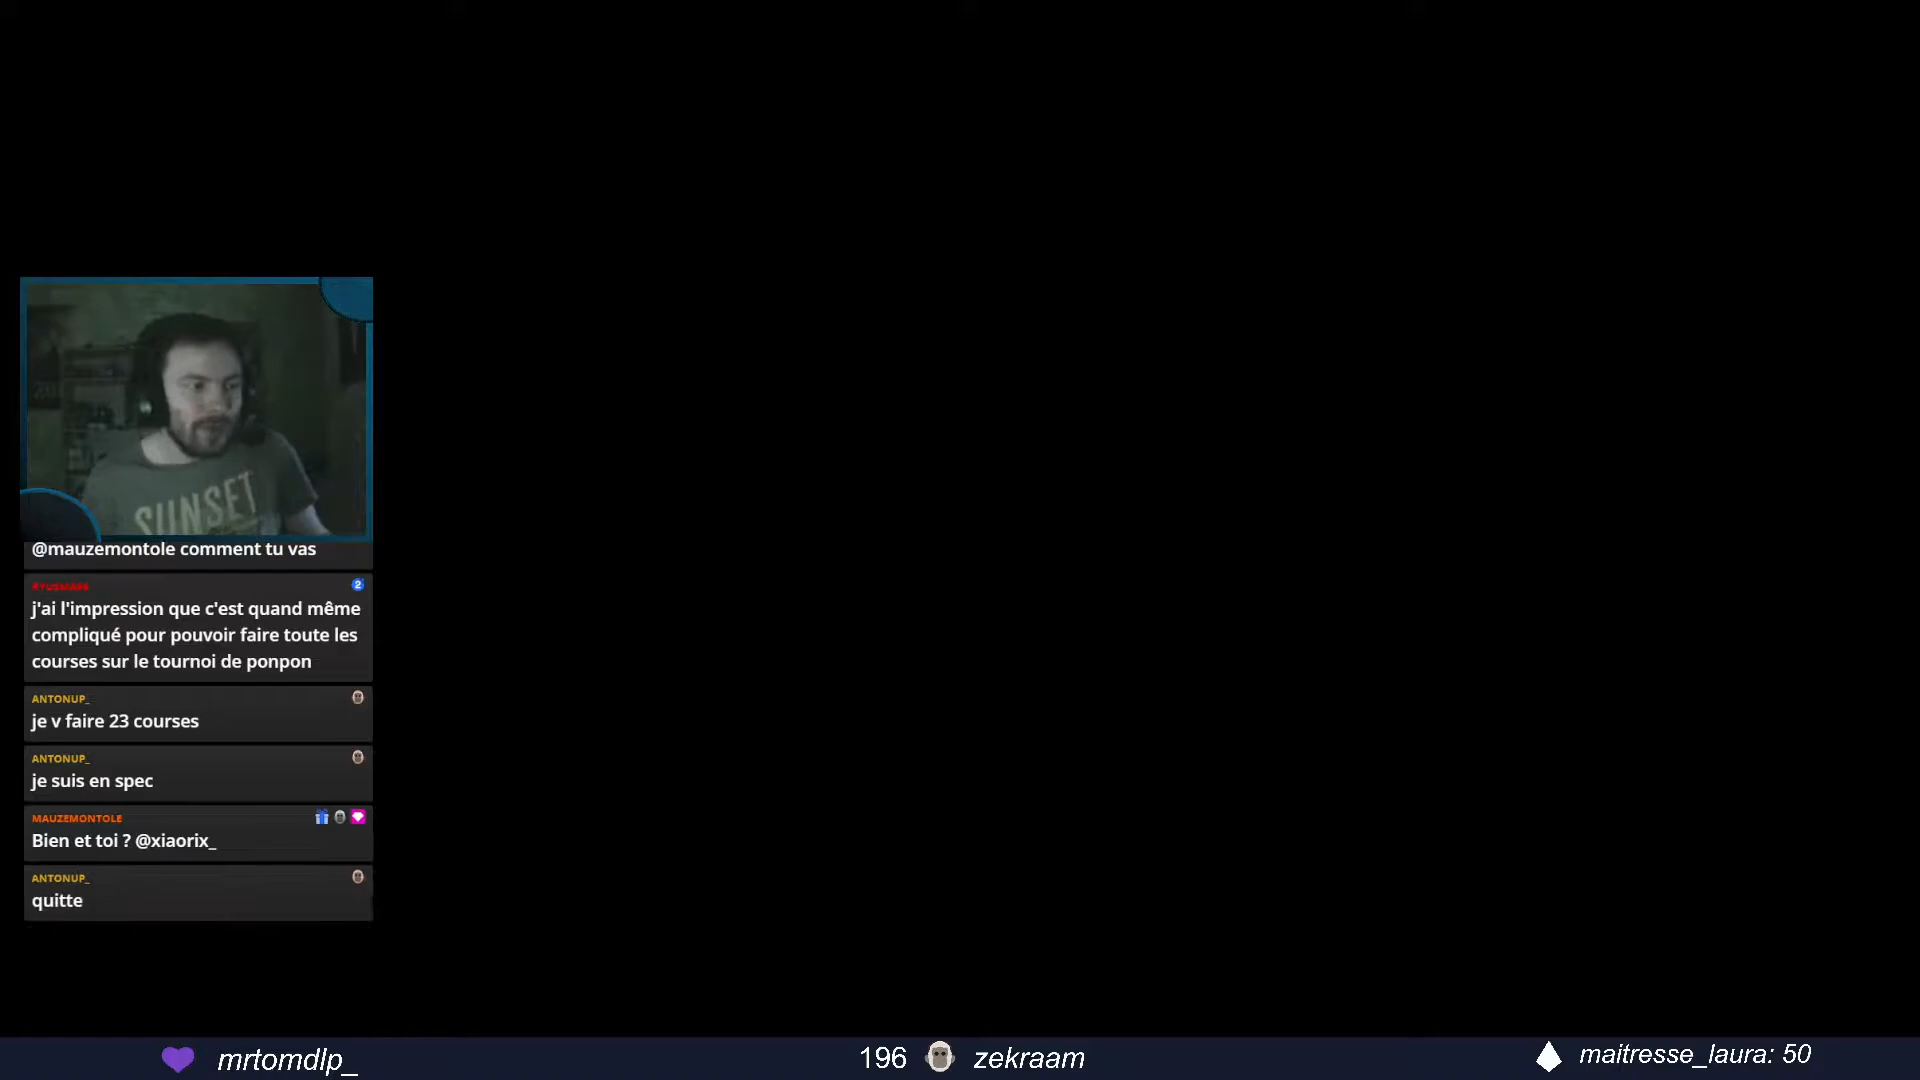 SUNSET
@mauzemontole comment tu vas
2
j'ai l'impression que c'est quand même
compliqué pour pouvoir faire toute les
courses sur le tournoi de ponpon
ANTONUP_
je v faire 23 courses
ANTONUP_
je suis en spec
MAUZEMONTOLE
Bien et toi ? @xiaorix_
ANTONUP_
quitte
mrtomdlp_
196 zekraam
maitresse_laura: 50